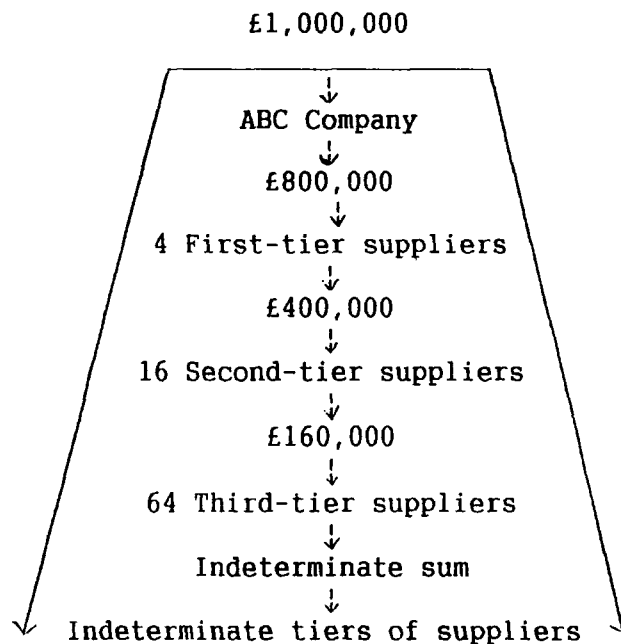 £1,000,000
ABC Company
£800,000
4 First-tier suppliers
£400,000
16 Second-tier suppliers
£160,000
64 Third-tier suppliers
Indeterminate sum
Indeterminate tiers of suppliers